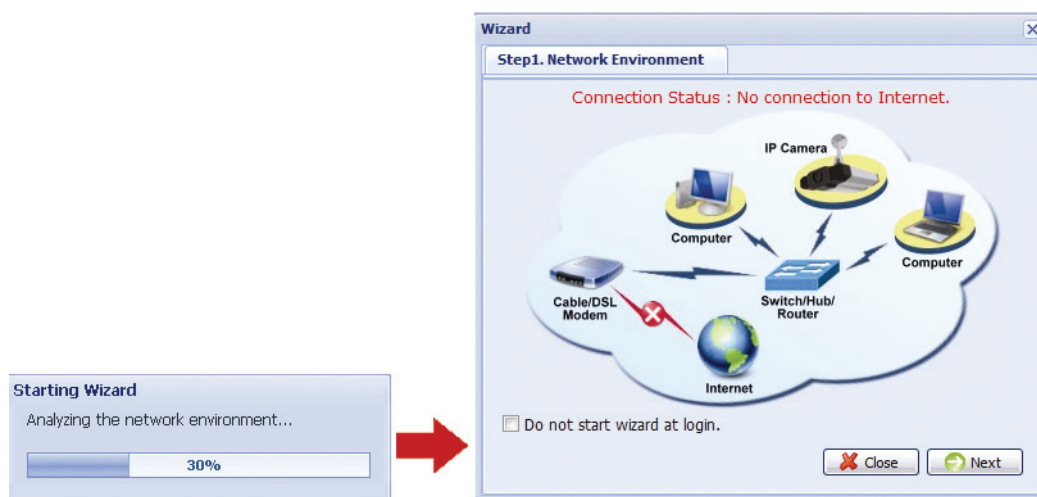 Starting Wizard
Analyzing the network environment...
30%
Wizard
Step1. Network Environment
Connection Status : No connection to Internet.
IP Camera
Computer
Computer
Cable/DSL
Modem
Switch/Hub/
Router
Internet
Do not start wizard at login.
Close
Next